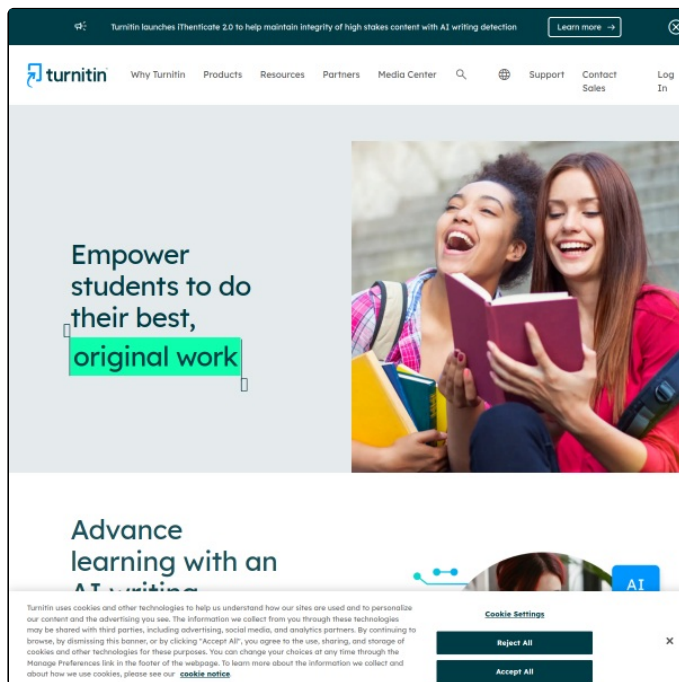 Turnitin launches iThenticate 2.0 to help maintain integrity of high stakes content with AI writing detection
Learn more →
turnitin
Why Turnitin
Products
Resources
Partners
Media Center
Support
Contact
Sales
Log
In
Empower
students to do
their best,
original work
Advance
learning with an
AI writing
AI
Turnitin uses cookies and other technologies to help us understand how our sites are used and to personalize
our content and the advertising you see. The information we collect from you through these technologies
may be shared with third parties, including advertising, social media, and analytics partners. By continuing to
browse, by dismissing this banner, or by clicking "Accept All", you agree to the use, sharing, and storage of
cookies and other technologies for these purposes. You can change your choices at any time through the
Manage Preferences link in the footer of the webpage. To learn more about the information we collect and
about how we use cookies, please see our cookie notice.
Cookie Settings
Reject All
Accept All